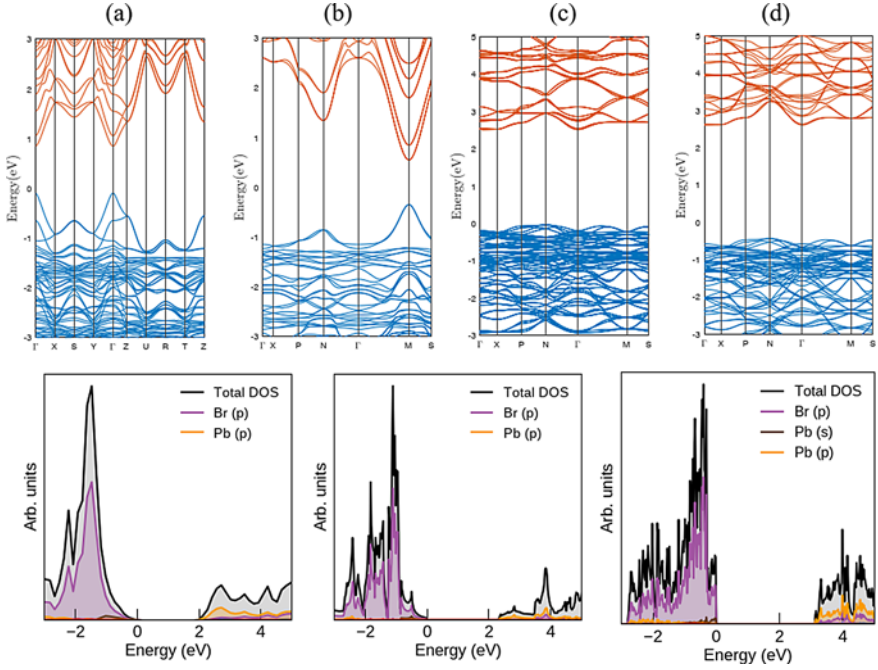 (a) (b) (c) (d)
Energy(eV)
3
2
1
0
-1
-2
-3
Γ X S Y Γ Z U R T Z
Energy(eV)
3
2
1
0
-1
-2
-3
Γ X P N Γ M S
Energy(eV)
5
4
3
2
1
0
-1
-2
-3
Γ X P N Γ M S
Energy(eV)
5
4
3
2
1
0
-1
-2
-3
Γ X P N Γ M S
Arb. units
Total DOS
Br (p)
Pb (p)
−2 0 2 4
Energy (eV)
Arb. units
Total DOS
Br (p)
Pb (p)
−2 0 2 4
Energy (eV)
Arb. units
Total DOS
Br (p)
Pb (s)
Pb (p)
−2 0 2 4
Energy (eV)